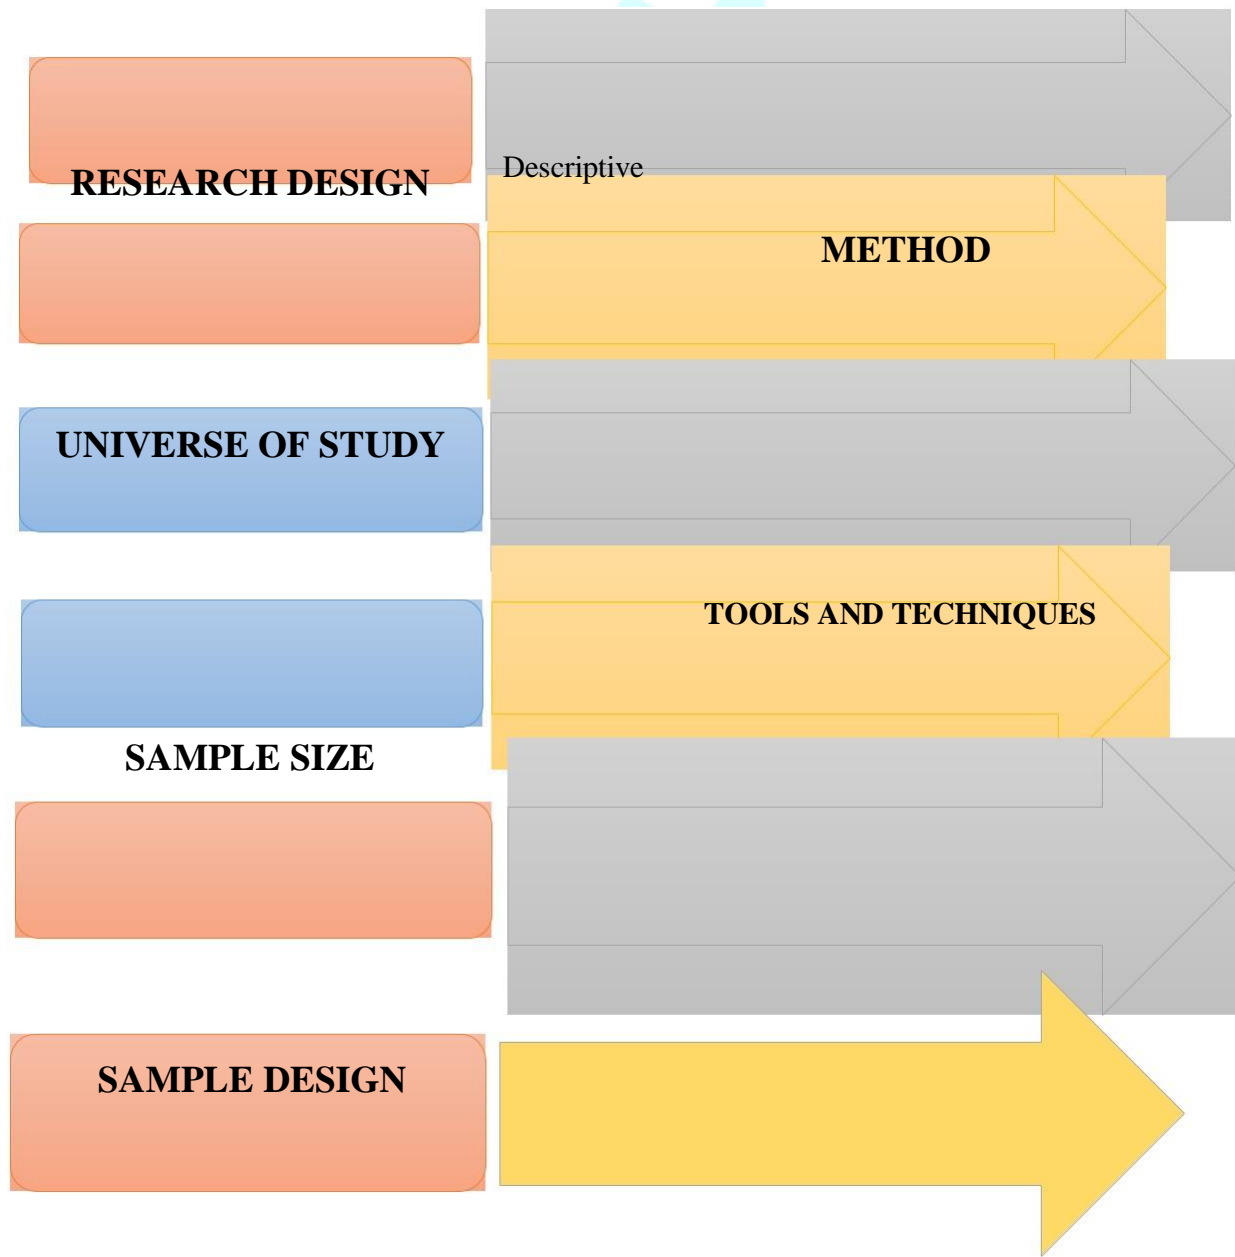 RESEARCH DESIGN
Descriptive
METHOD
UNIVERSE OF STUDY
TOOLS AND TECHNIQUES
SAMPLE SIZE
SAMPLE DESIGN